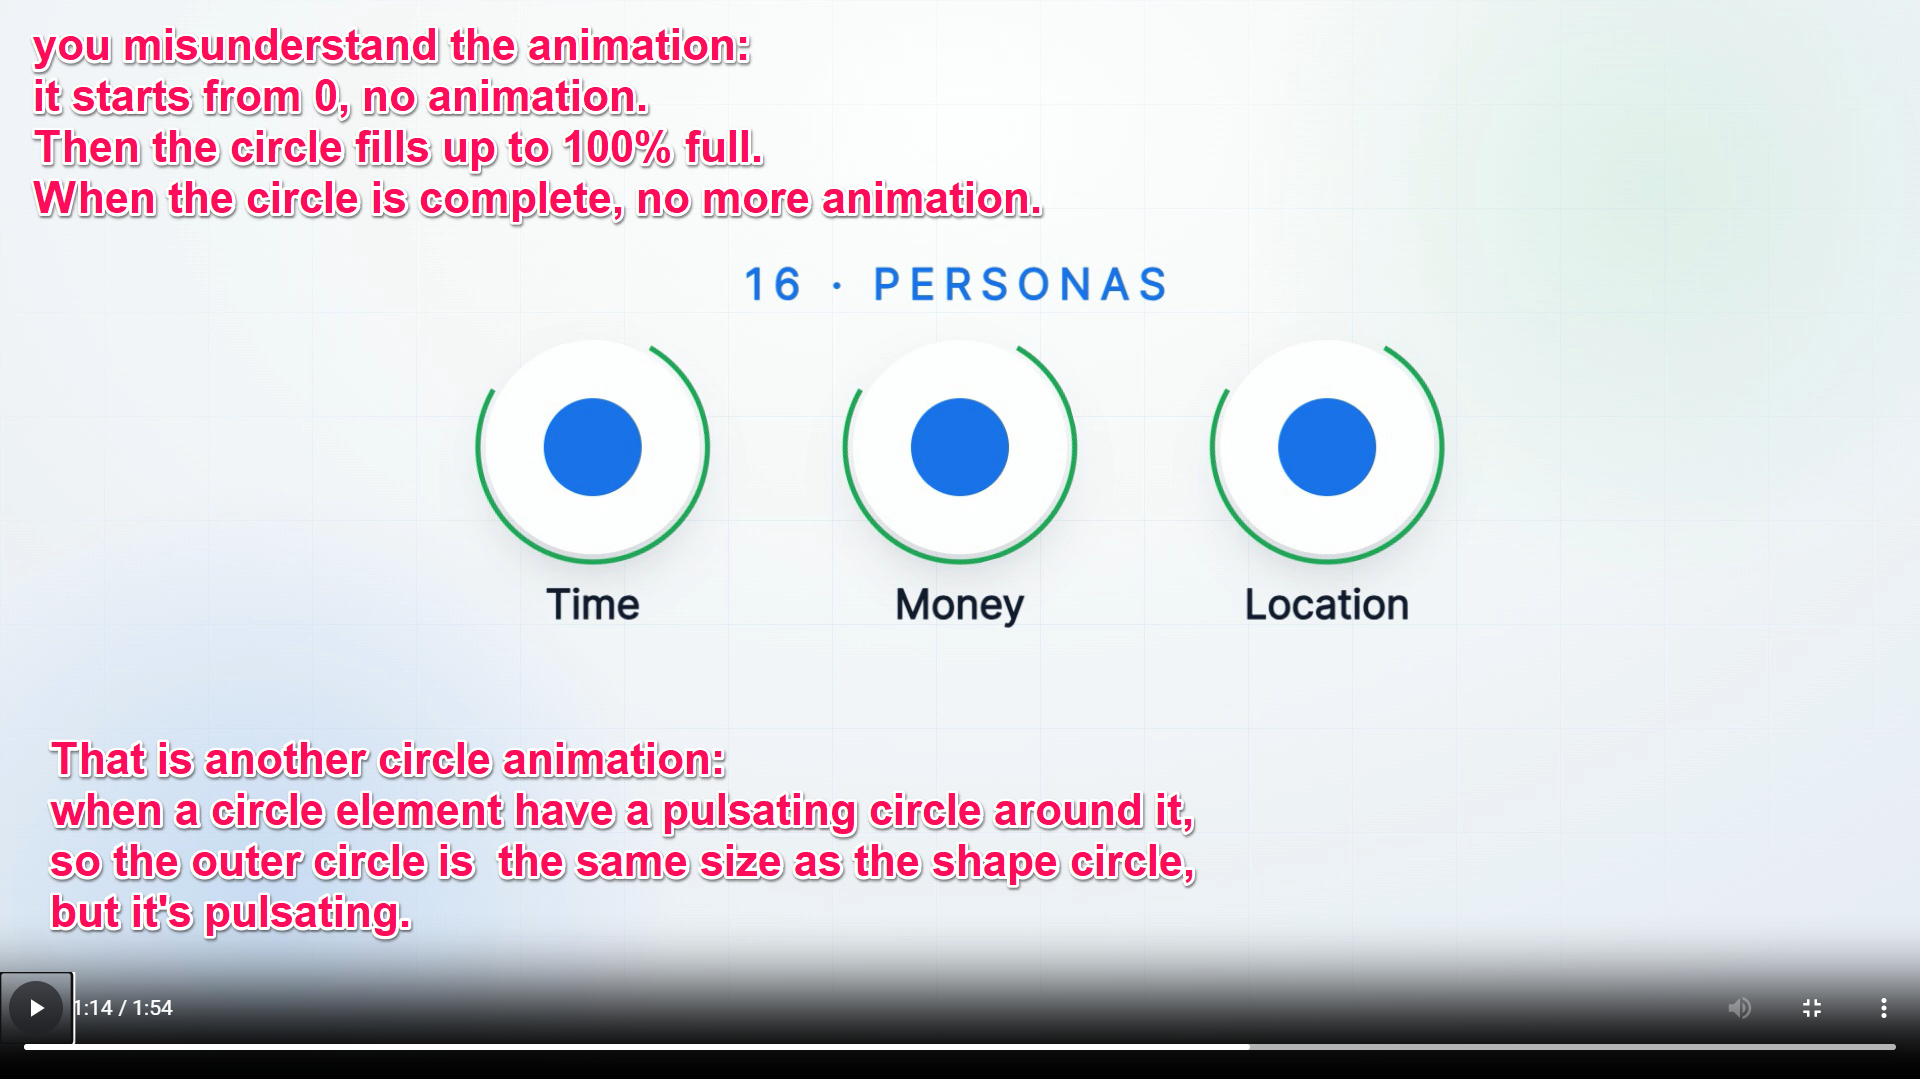 you misunderstand the animation:
it starts from 0, no animation.
Then the circle fills up to 100% full.
When the circle is complete, no more animation.
16 · PERSONAS
Time
Money
Location
That is another circle animation:
when a circle element have a pulsating circle around it,
so the outer circle is  the same size as the shape circle,
but it's pulsating.
1:14 / 1:54